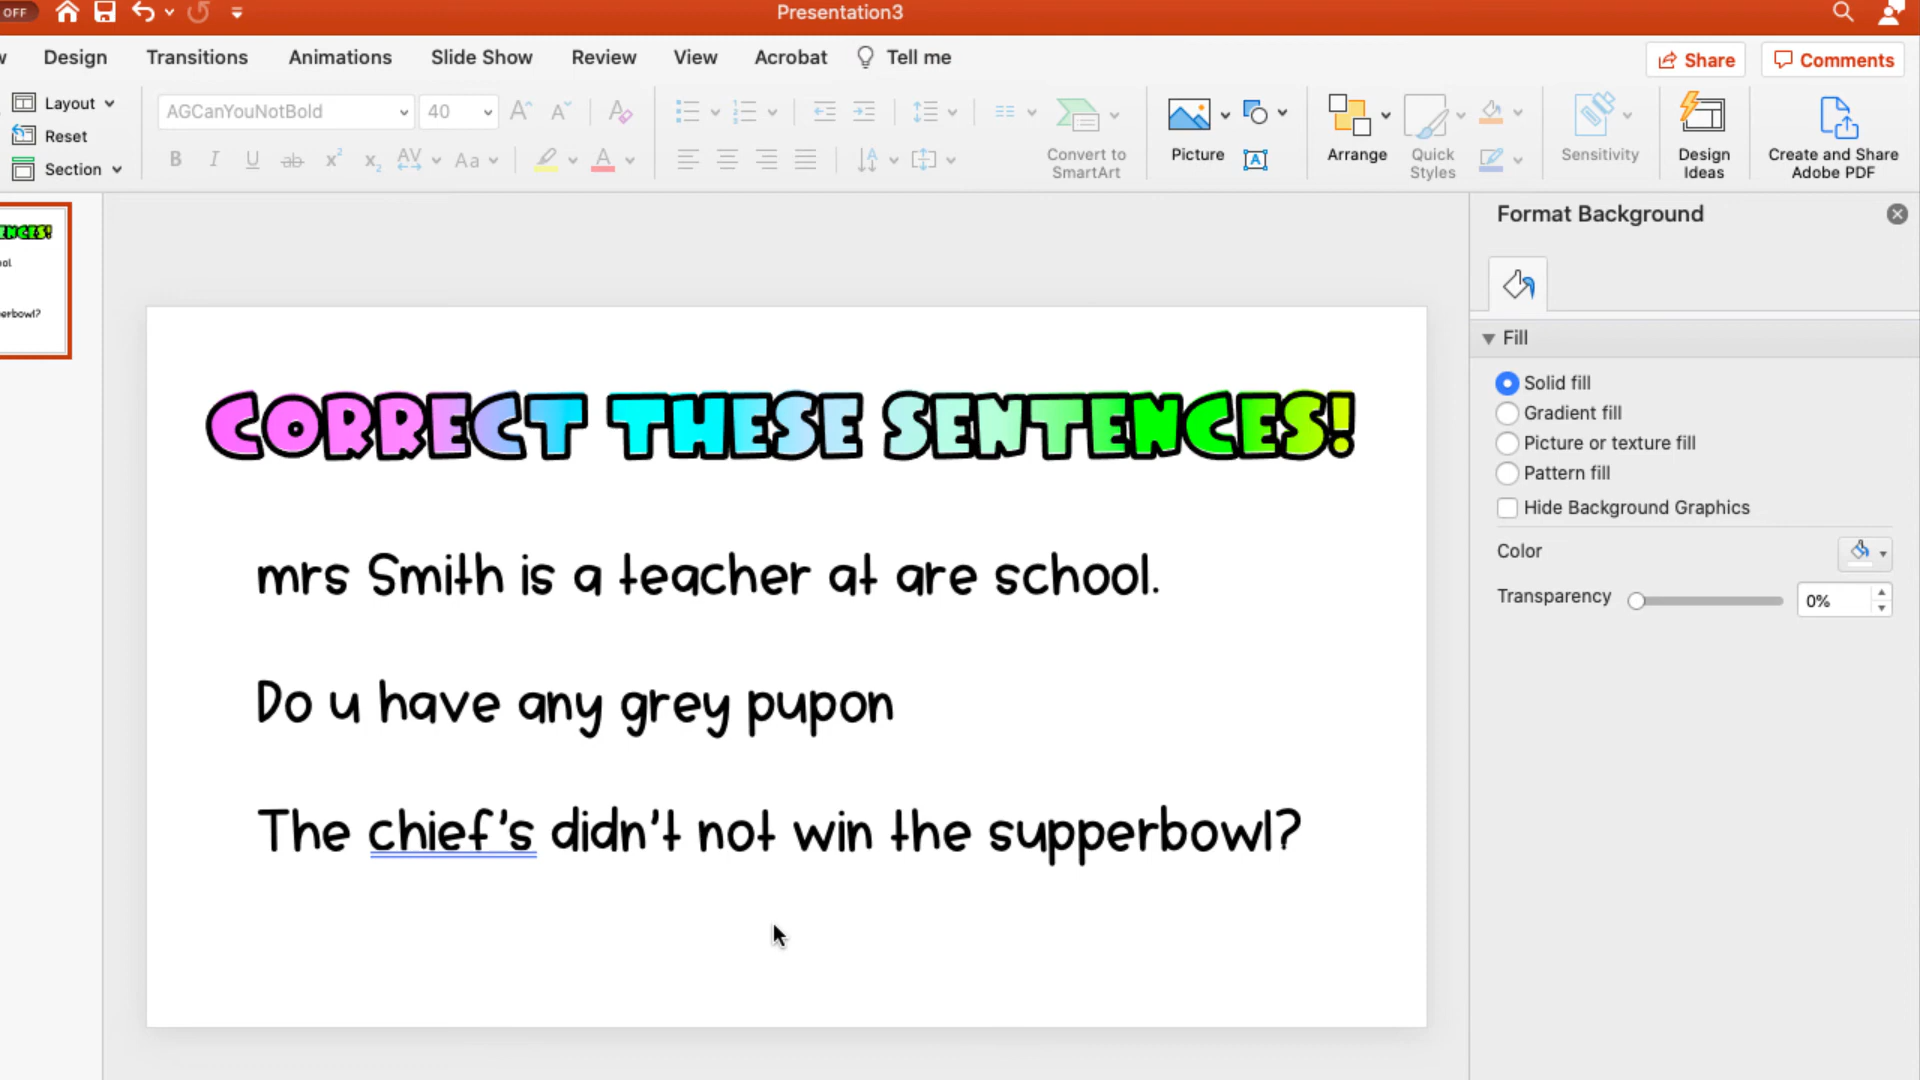 OFF
Presentation3
Design Transitions Animations Slide Show Review View Acrobat Tell me Share Comments
Layout
Reset
Section
AGCanYouNotBold 40
Convert to SmartArt
Picture
Arrange
Quick Styles
Sensitivity
Design Ideas
Create and Share Adobe PDF
ENCES!
erbowl?
CORRECT THESE SENTENCES!
mrs Smith is a teacher at are school.
Do u have any grey pupon
The chief's didn't not win the supperbowl?
Format Background
Fill
Solid fill
Gradient fill
Picture or texture fill
Pattern fill
Hide Background Graphics
Color
Transparency 0%